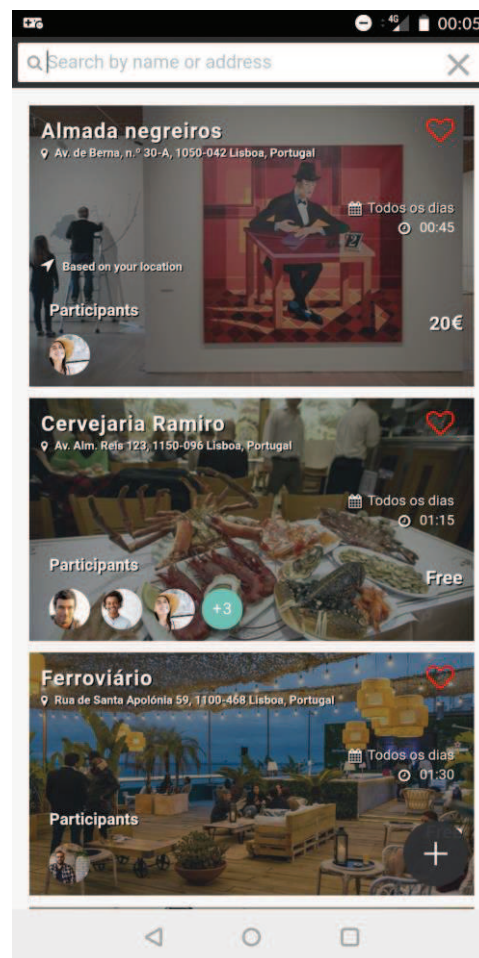 4G 00:05
Search by name or address
Almada negreiros
Av. de Berna, n.º 30-A, 1050-042 Lisboa, Portugal
Todos os dias
00:45
Based on your location
Participants
20€
Cervejaria Ramiro
Av. Alm. Reis 123, 1150-096 Lisboa, Portugal
Todos os dias
01:15
Participants
Free
+3
Ferroviário
Rua de Santa Apolónia 59, 1100-468 Lisboa, Portugal
Todos os dias
01:30
Participants